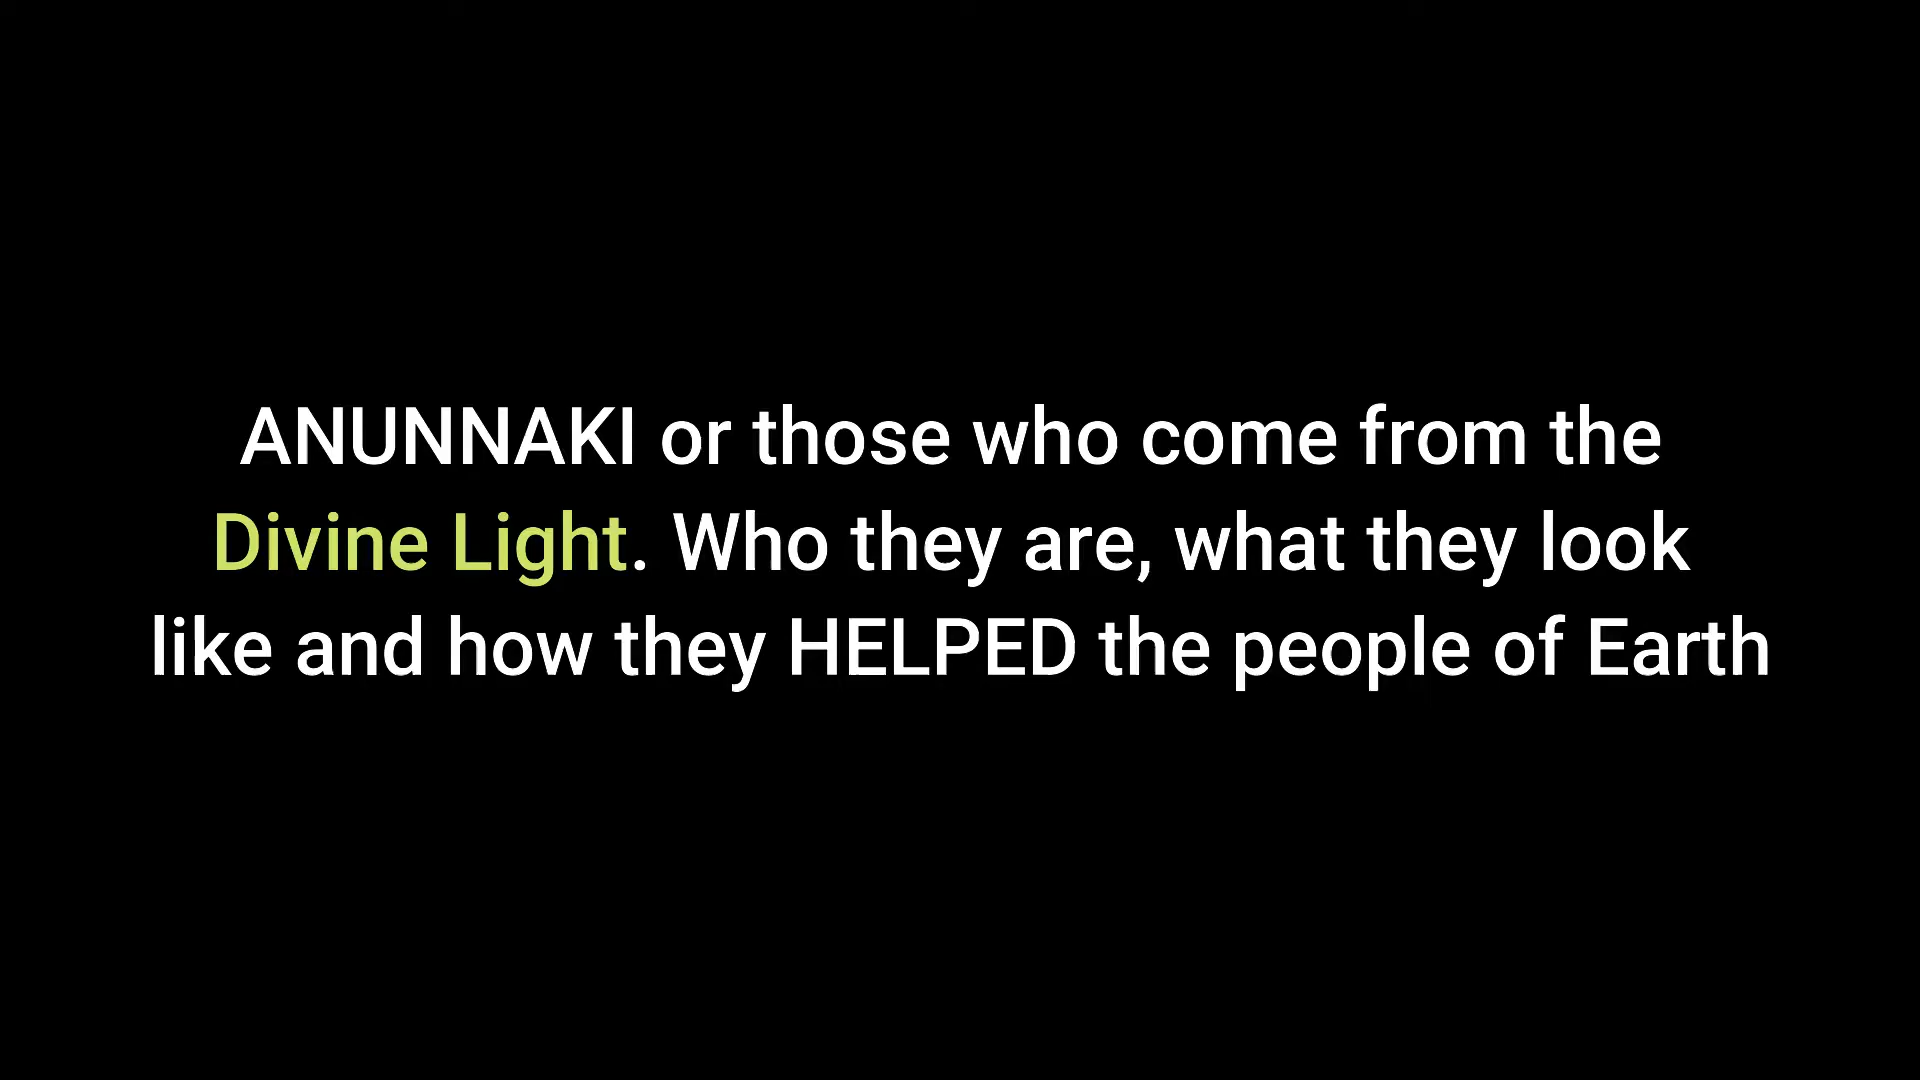 ANUNNAKI or those who come from the
Divine Light. Who they are, what they look
like and how they HELPED the people of Earth